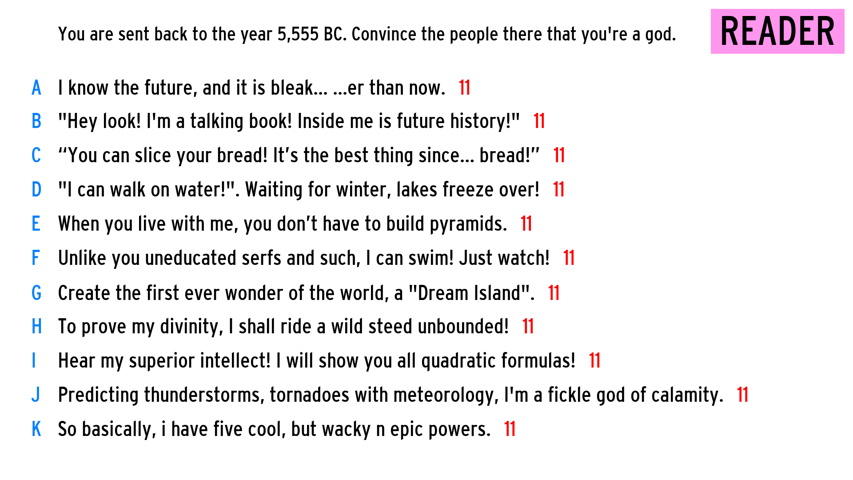 You are sent back to the year 5,555 BC. Convince the people there that you're a god.
READER
A I know the future, and it is bleak... ...er than now. 11
B "Hey look! I'm a talking book! Inside me is future history!" 11
C “You can slice your bread! It’s the best thing since... bread!” 11
D "I can walk on water!". Waiting for winter, lakes freeze over! 11
E When you live with me, you don’t have to build pyramids. 11
F Unlike you uneducated serfs and such, I can swim! Just watch! 11
G Create the first ever wonder of the world, a "Dream Island". 11
H To prove my divinity, I shall ride a wild steed unbounded! 11
I Hear my superior intellect! I will show you all quadratic formulas! 11
J Predicting thunderstorms, tornadoes with meteorology, I'm a fickle god of calamity. 11
K So basically, i have five cool, but wacky n epic powers. 11